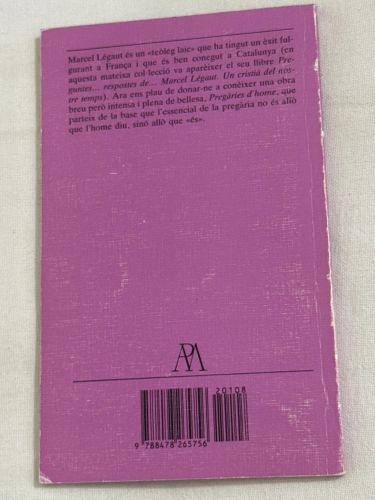 Marcel Légaut és un «teòleg laic» que ha tingut un èxit ful-
gurant a França i que és ben conegut a Catalunya (en
aquesta mateixa col·lecció va aparèixer el seu llibre Pre-
guntes... respostes de... Marcel Légaut. Un cristià del nos-
tre temps). Ara ens plau de donar-ne a conèixer una obra
breu però intensa i plena de bellesa, Pregàries d'home, que
parteix de la base que l'essencial de la pregària no és allò
que l'home diu, sinó allò que «és».
PM
20108
9 788478 265756